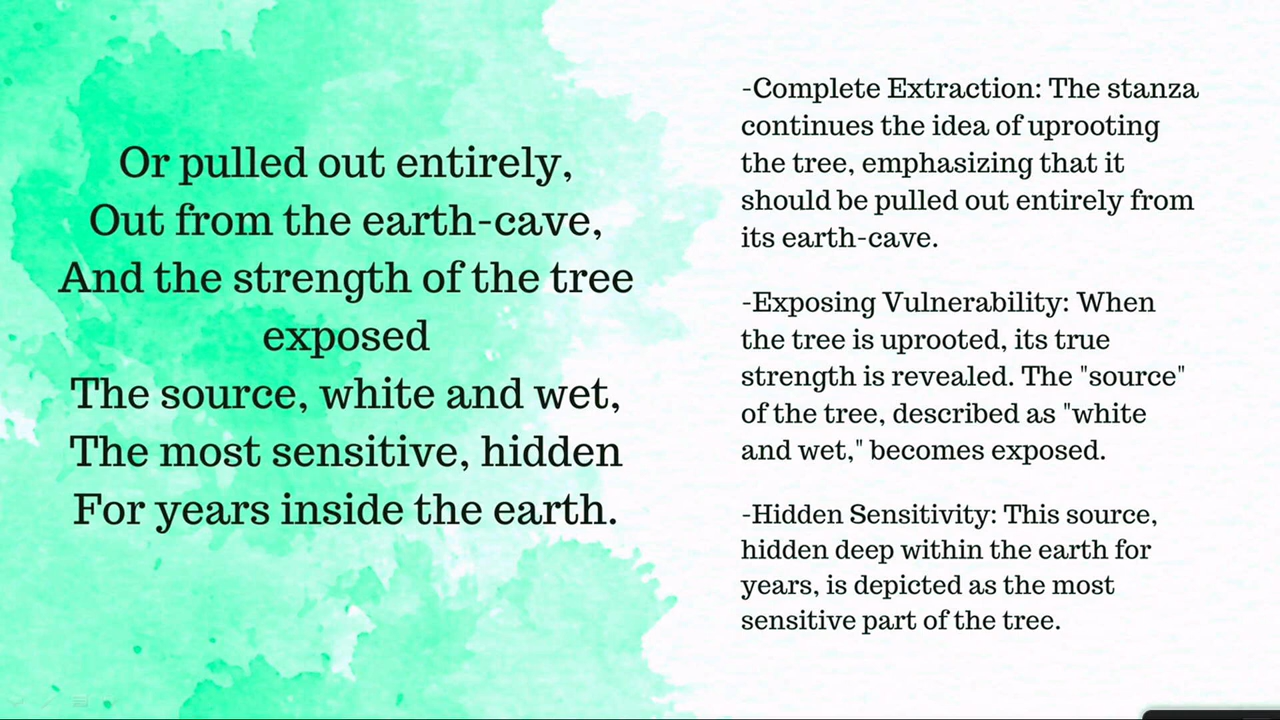 Or pulled out entirely,
Out from the earth-cave,
And the strength of the tree
exposed
The source, white and wet,
The most sensitive, hidden
For years inside the earth.
-Complete Extraction: The stanza
continues the idea of uprooting
the tree, emphasizing that it
should be pulled out entirely from
its earth-cave.
-Exposing Vulnerability: When
the tree is uprooted, its true
strength is revealed. The "source"
of the tree, described as "white
and wet," becomes exposed.
-Hidden Sensitivity: This source,
hidden deep within the earth for
years, is depicted as the most
sensitive part of the tree.